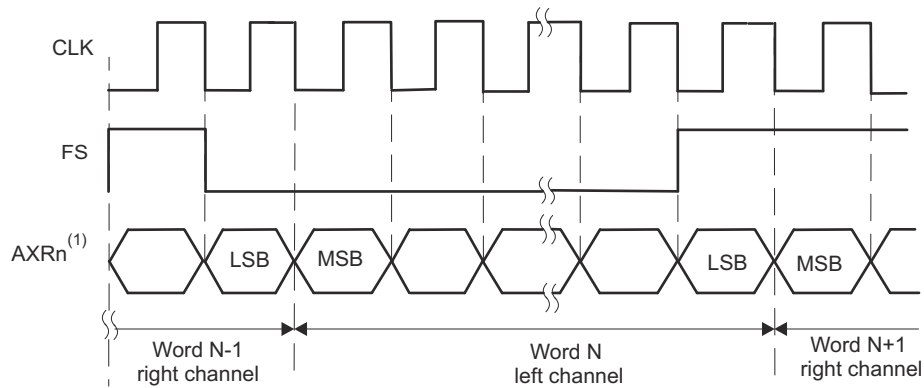 CLK
FS
AXRn(1)
LSB
MSB
LSB
MSB
Word N-1
right channel
Word N
left channel
Word N+1
right channel